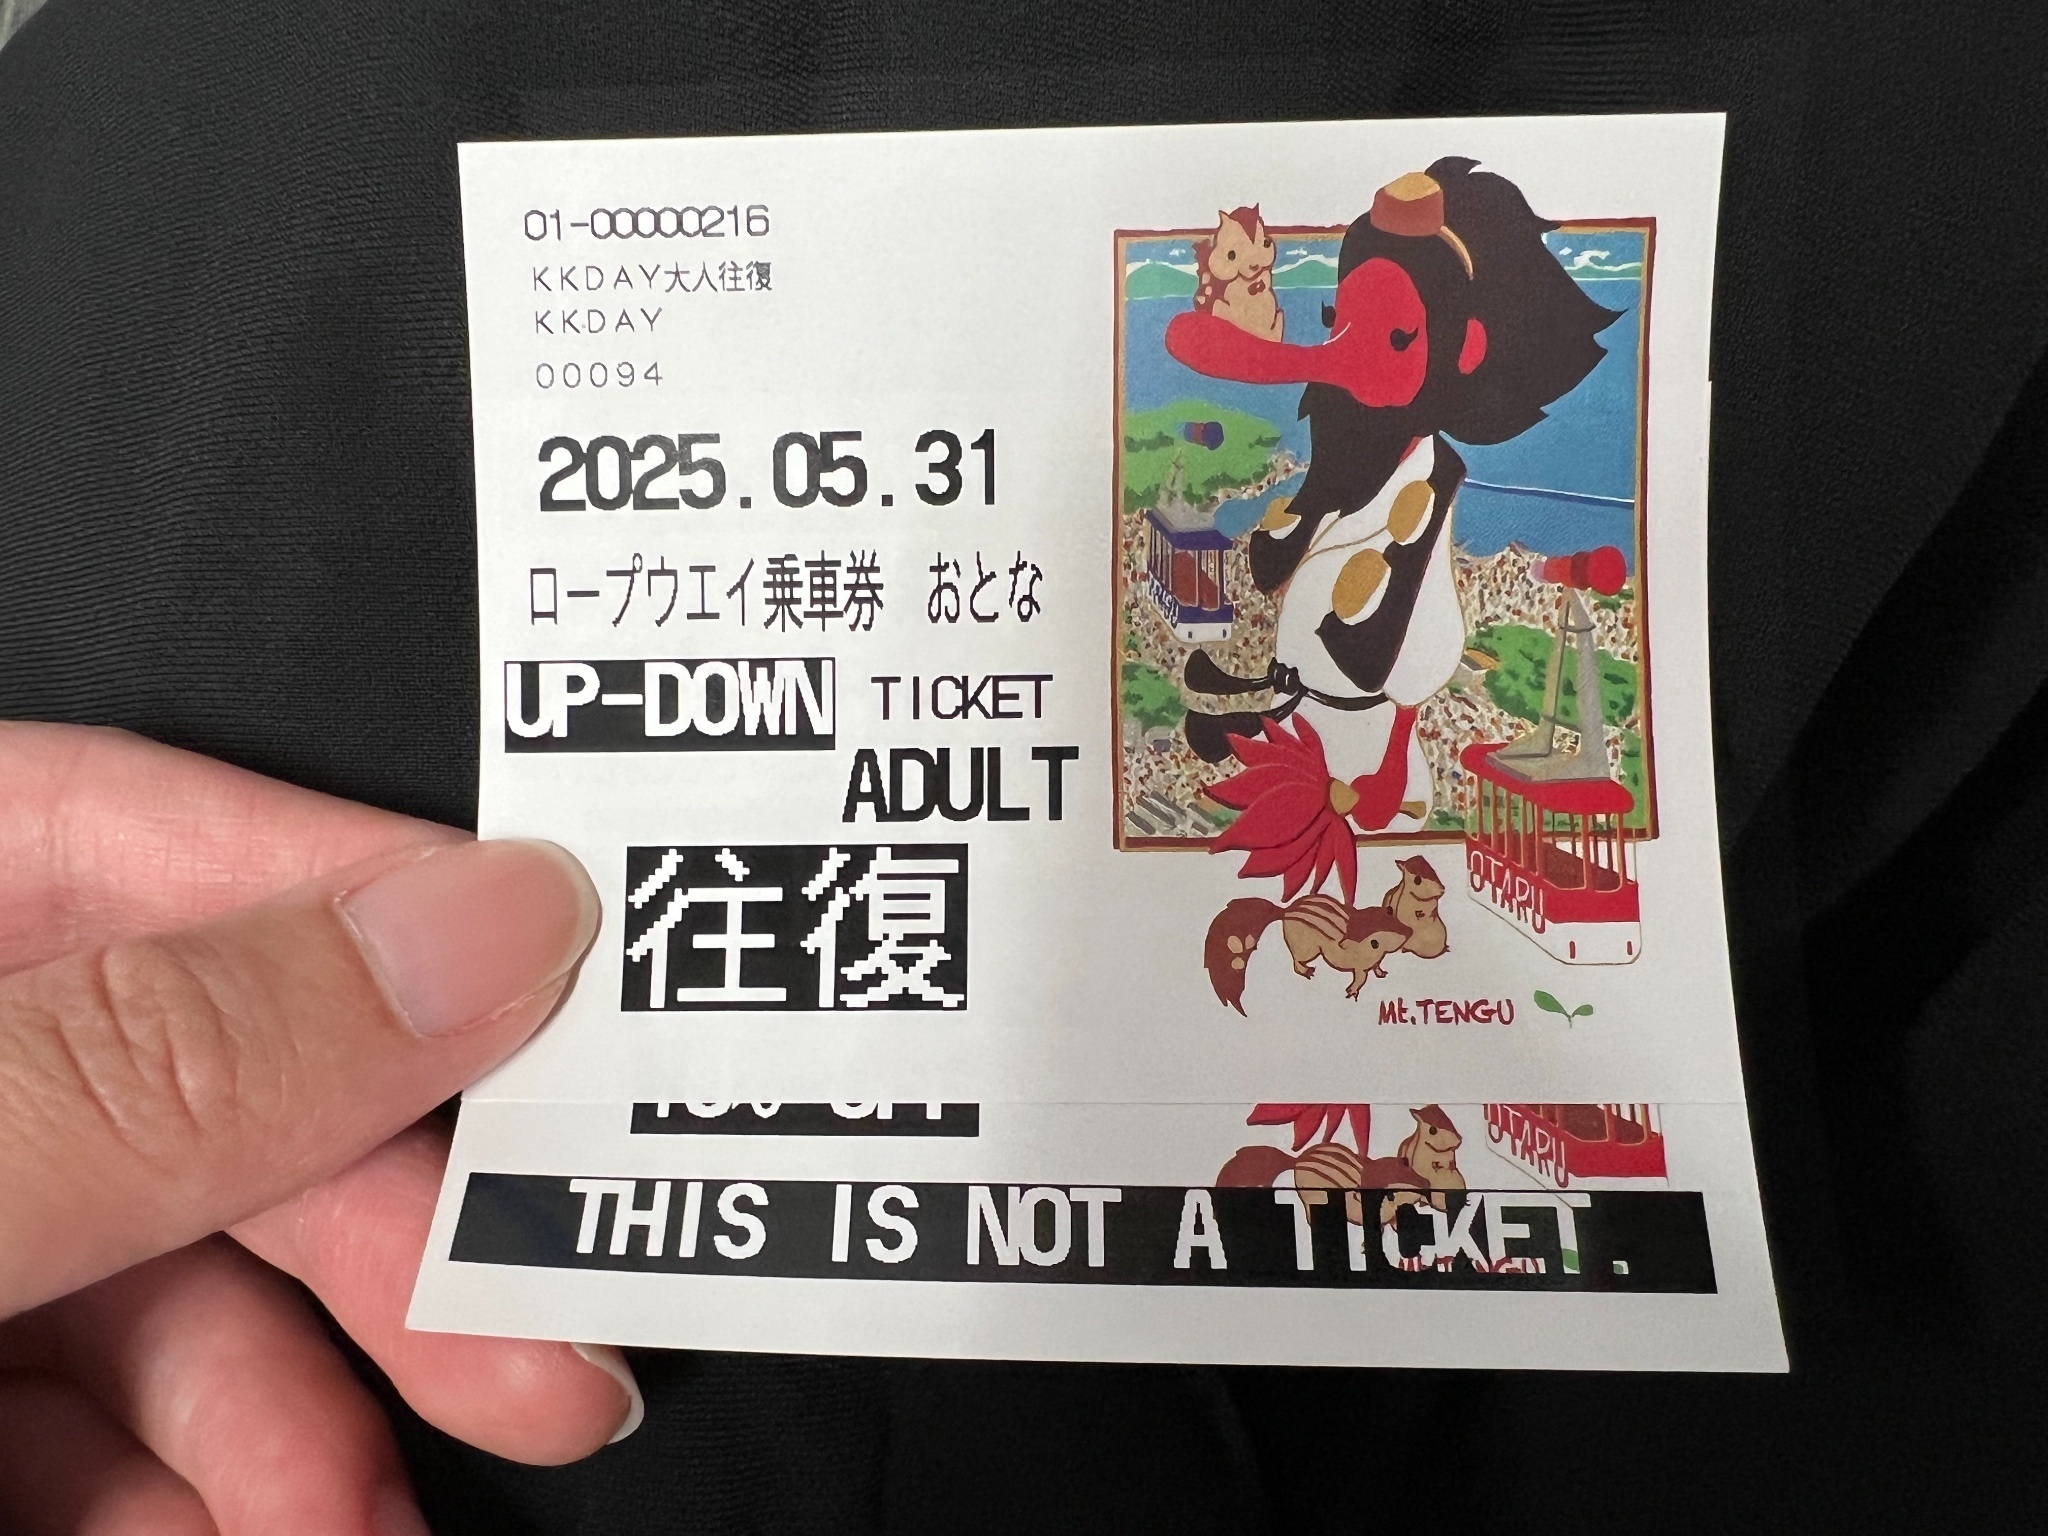 01-00000216
KKDAY大人往復
KKDAY
00094
2025.05.31
ロープウエイ乗車券 おとな
UP-DOWN TICKET
ADULT
往復
OTARU
Mt.TENGU
OTARU
THIS IS NOT A TICKET.